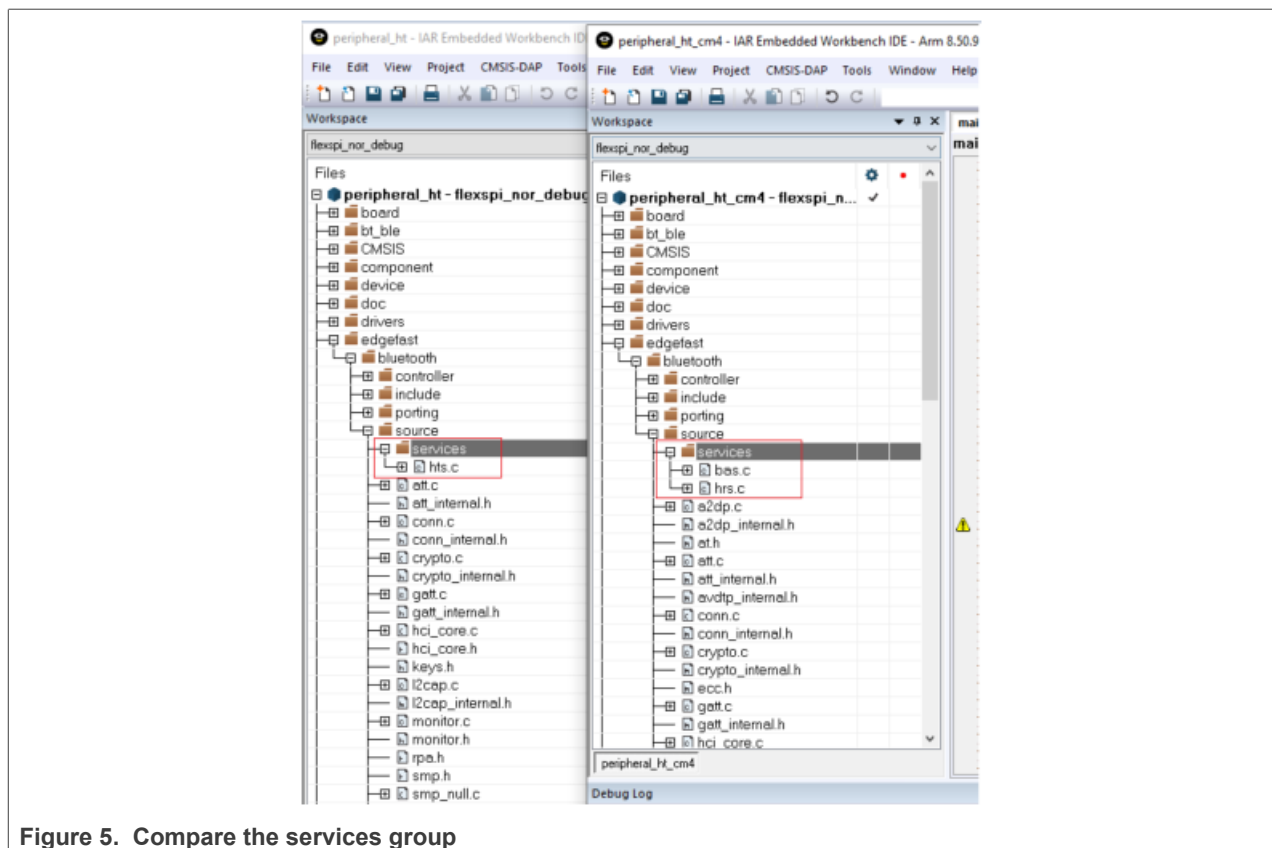 peripheral_ht - IAR Embedded Workbench ID
File Edit View Project CMSIS-DAP Tools
Workspace
flexspi_nor_debug
Files
peripheral_ht - flexspi_nor_debug
board
bt_ble
CMSIS
component
device
doc
drivers
edgefast
bluetooth
controller
include
porting
source
services
hts.c
att.c
att_internal.h
conn.c
conn_internal.h
crypto.c
crypto_internal.h
gatt.c
gatt_internal.h
hci_core.c
hci_core.h
keys.h
l2cap.c
l2cap_internal.h
monitor.c
monitor.h
rpa.h
smp.h
smp_null.c
peripheral_ht_cm4 - IAR Embedded Workbench IDE - Arm 8.50.9
File Edit View Project CMSIS-DAP Tools Window Help
Workspace
flexspi_nor_debug
Files
peripheral_ht_cm4 - flexspi_n...
board
bt_ble
CMSIS
component
device
doc
drivers
edgefast
bluetooth
controller
include
porting
source
services
bas.c
hrs.c
a2dp.c
a2dp_internal.h
at.h
att.c
att_internal.h
avdtp_internal.h
conn.c
conn_internal.h
crypto.c
crypto_internal.h
ecc.h
gatt.c
gatt_internal.h
hci_core.c
peripheral_ht_cm4
Debug Log
mai
mai
Figure 5. Compare the services group